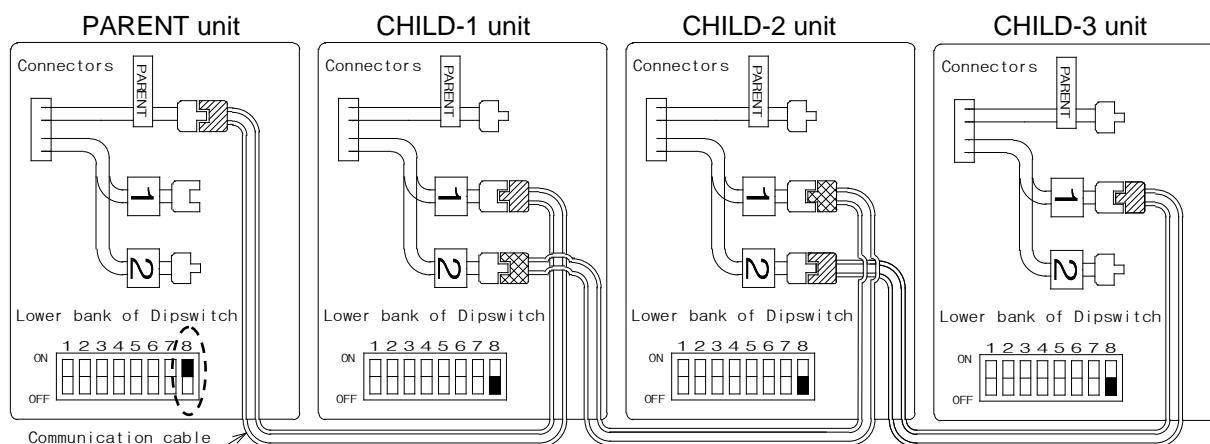 PARENT unit
CHILD-1 unit
CHILD-2 unit
CHILD-3 unit
Connectors
PARENT
1
2
Lower bank of Dipswitch
1 2 3 4 5 6 7 8
ON
OFF
Communication cable
Connectors
PARENT
1
2
Lower bank of Dipswitch
1 2 3 4 5 6 7 8
ON
OFF
Connectors
PARENT
1
2
Lower bank of Dipswitch
1 2 3 4 5 6 7 8
ON
OFF
Connectors
PARENT
1
2
Lower bank of Dipswitch
1 2 3 4 5 6 7 8
ON
OFF